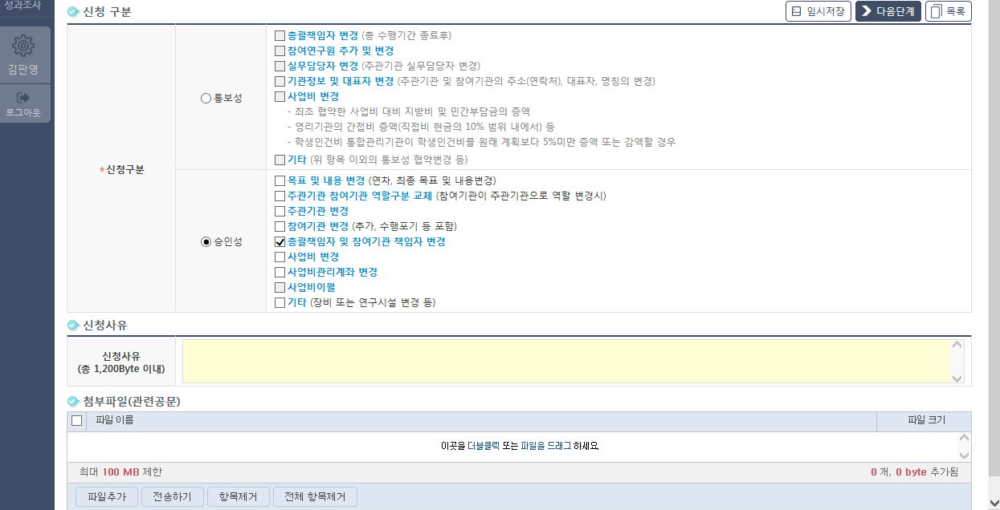 성과조사
김판영
로그아웃
신청 구분
임시저장
다음단계
목록
*신청구분
통보성
총괄책임자 변경 (총 수행기간 종료후)
참여연구원 추가 및 변경
실무담당자 변경 (주관기관 실무담당자 변경)
기관정보 및 대표자 변경 (주관기관 및 참여기관의 주소(연락처), 대표자, 명칭의 변경)
사업비 변경
- 최초 협약한 사업비 대비 지방비 및 민간부담금의 증액
- 영리기관의 간접비 증액(직접비 현금의 10% 범위 내에서) 등
- 학생인건비 통합관리기관이 학생인건비를 원래 계획보다 5%미만 증액 또는 감액할 경우
기타 (위 항목 이외의 통보성 협약변경 등)
승인성
목표 및 내용 변경 (연차, 최종 목표 및 내용변경)
주관기관 참여기관 역할구분 교체 (참여기관이 주관기관으로 역할 변경시)
주관기관 변경
참여기관 변경 (추가, 수행포기 등 포함)
총괄책임자 및 참여기관 책임자 변경
사업비 변경
사업비관리계좌 변경
사업비이월
기타 (장비 또는 연구시설 변경 등)
신청사유
신청사유
(총 1,200Byte 이내)
첨부파일(관련공문)
파일 이름
파일 크기
이곳을 더블클릭 또는 파일을 드래그 하세요.
최대 100 MB 제한
0 개, 0 byte 추가됨
파일추가
전송하기
항목제거
전체 항목제거